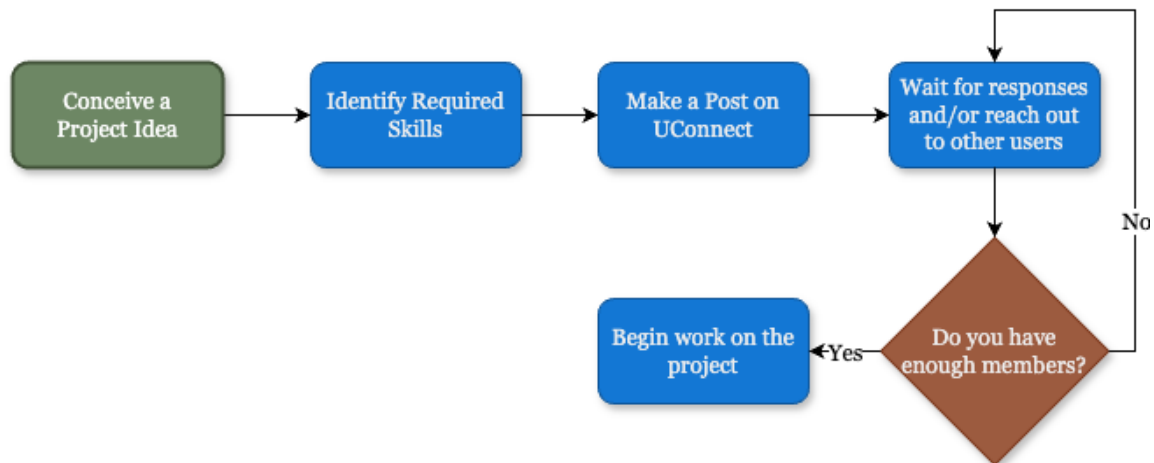 Conceive a
Project Idea
Identify Required
Skills
Make a Post on
UConnect
Wait for responses
and/or reach out
to other users
No
Do you have
enough members?
Yes
Begin work on the
project